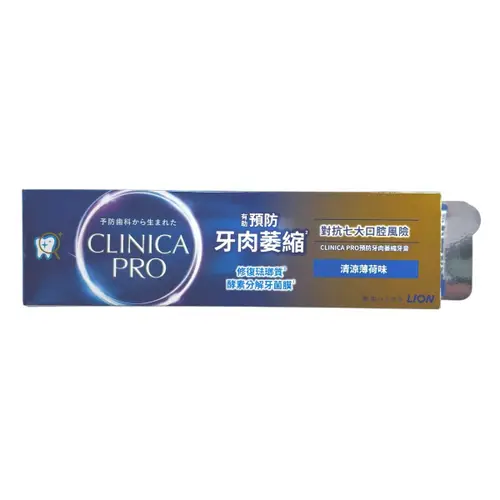 予防歯科から生まれた
CLINICA
PRO
有助預防
牙肉萎縮
修復琺瑯質
酵素分解牙菌膜
對抗七大口腔風險
CLINICA PRO預防牙肉萎縮牙膏
清涼薄荷味
LION